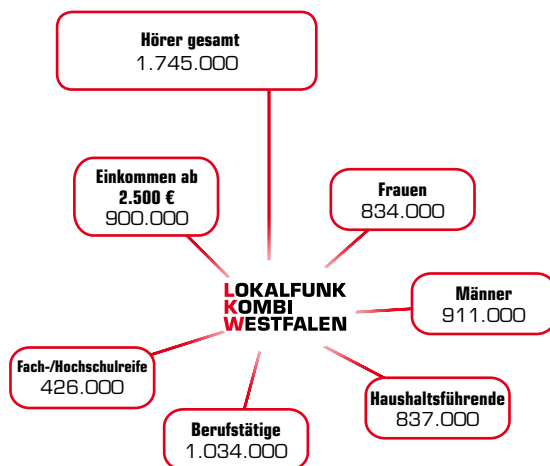 Hörer gesamt
1.745.000
Einkommen ab
2.500 €
900.000
Frauen
834.000
LOKALFUNK
KOMBI
WESTFALEN
Männer
911.000
Fach-/Hochschulreife
426.000
Haushaltsführende
837.000
Berufstätige
1.034.000